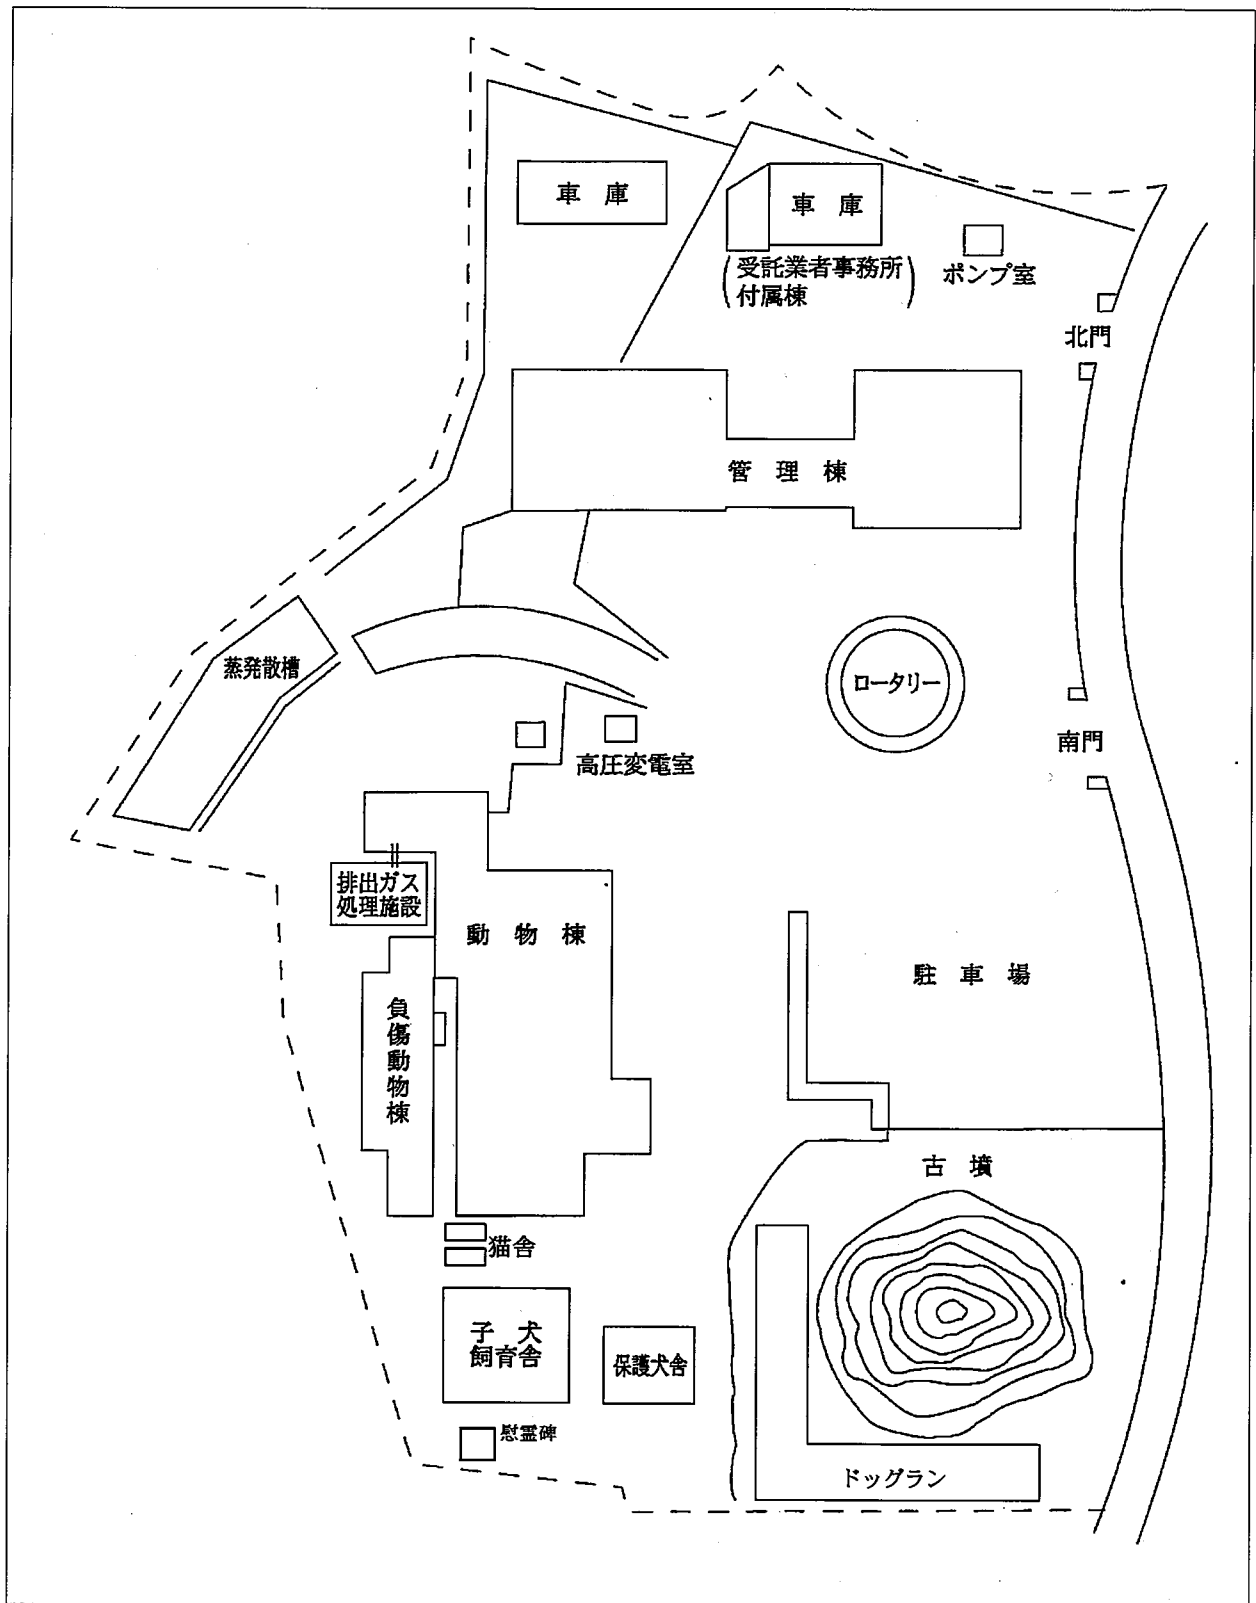 車庫
車庫
(受託業者事務所
付属棟)
ポンプ室
北門
管理棟
蒸発散槽
ロータリー
南門
高圧変電室
排出ガス
処理施設
動物棟
駐車場
負傷動物棟
古墳
猫舎
子犬
飼育舎
保護犬舎
慰霊碑
ドッグラン